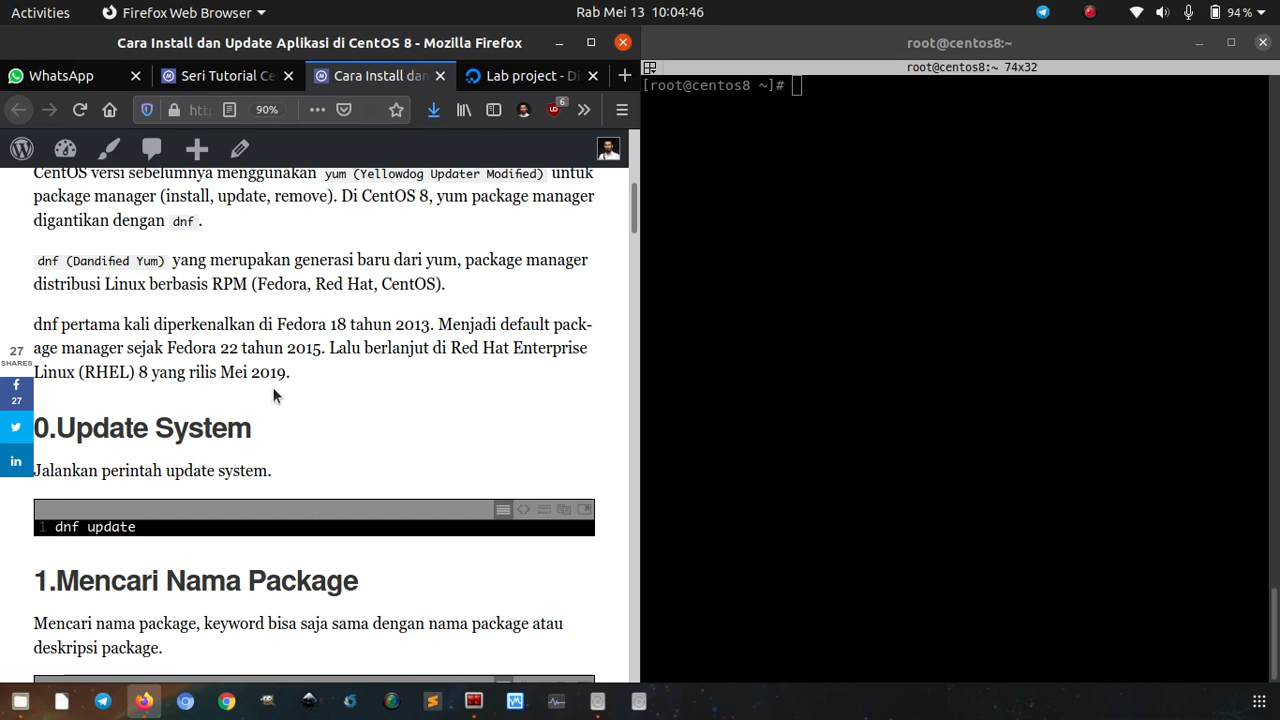 Activities
Firefox Web Browser
Rab Mei 13 10:04:46
94 %
Cara Install dan Update Aplikasi di CentOS 8 - Mozilla Firefox
root@centos8:~
WhatsApp
Seri Tutorial Ce
Cara Install dan
Lab project - Di
root@centos8:~ 74x32
http
90%
6
[root@centos8 ~]#
CentOS versi sebelumnya menggunakan yum (Yellowdog Updater Modified) untuk
package manager (install, update, remove). Di CentOS 8, yum package manager
digantikan dengan dnf.
dnf (Dandified Yum) yang merupakan generasi baru dari yum, package manager
distribusi Linux berbasis RPM (Fedora, Red Hat, CentOS).
dnf pertama kali diperkenalkan di Fedora 18 tahun 2013. Menjadi default pack-
age manager sejak Fedora 22 tahun 2015. Lalu berlanjut di Red Hat Enterprise
Linux (RHEL) 8 yang rilis Mei 2019.
27
SHARES
27
0.Update System
Jalankan perintah update system.
1 dnf update
1.Mencari Nama Package
Mencari nama package, keyword bisa saja sama dengan nama package atau
deskripsi package.